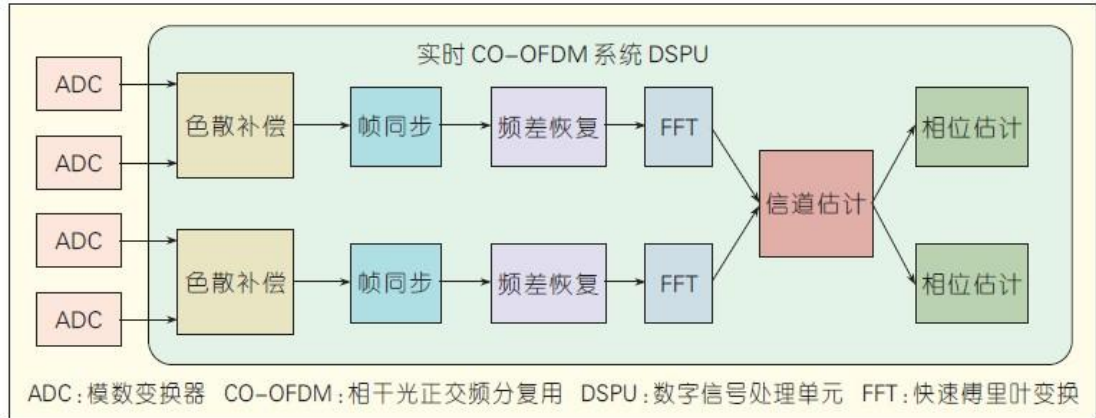 实时 CO-OFDM 系统 DSPU
ADC
ADC
色散补偿
帧同步
频差恢复
FFT
相位估计
信道估计
ADC
ADC
色散补偿
帧同步
频差恢复
FFT
相位估计
ADC:模数变换器 CO-OFDM:相干光正交频分复用 DSPU:数字信号处理单元 FFT:快速傅里叶变换